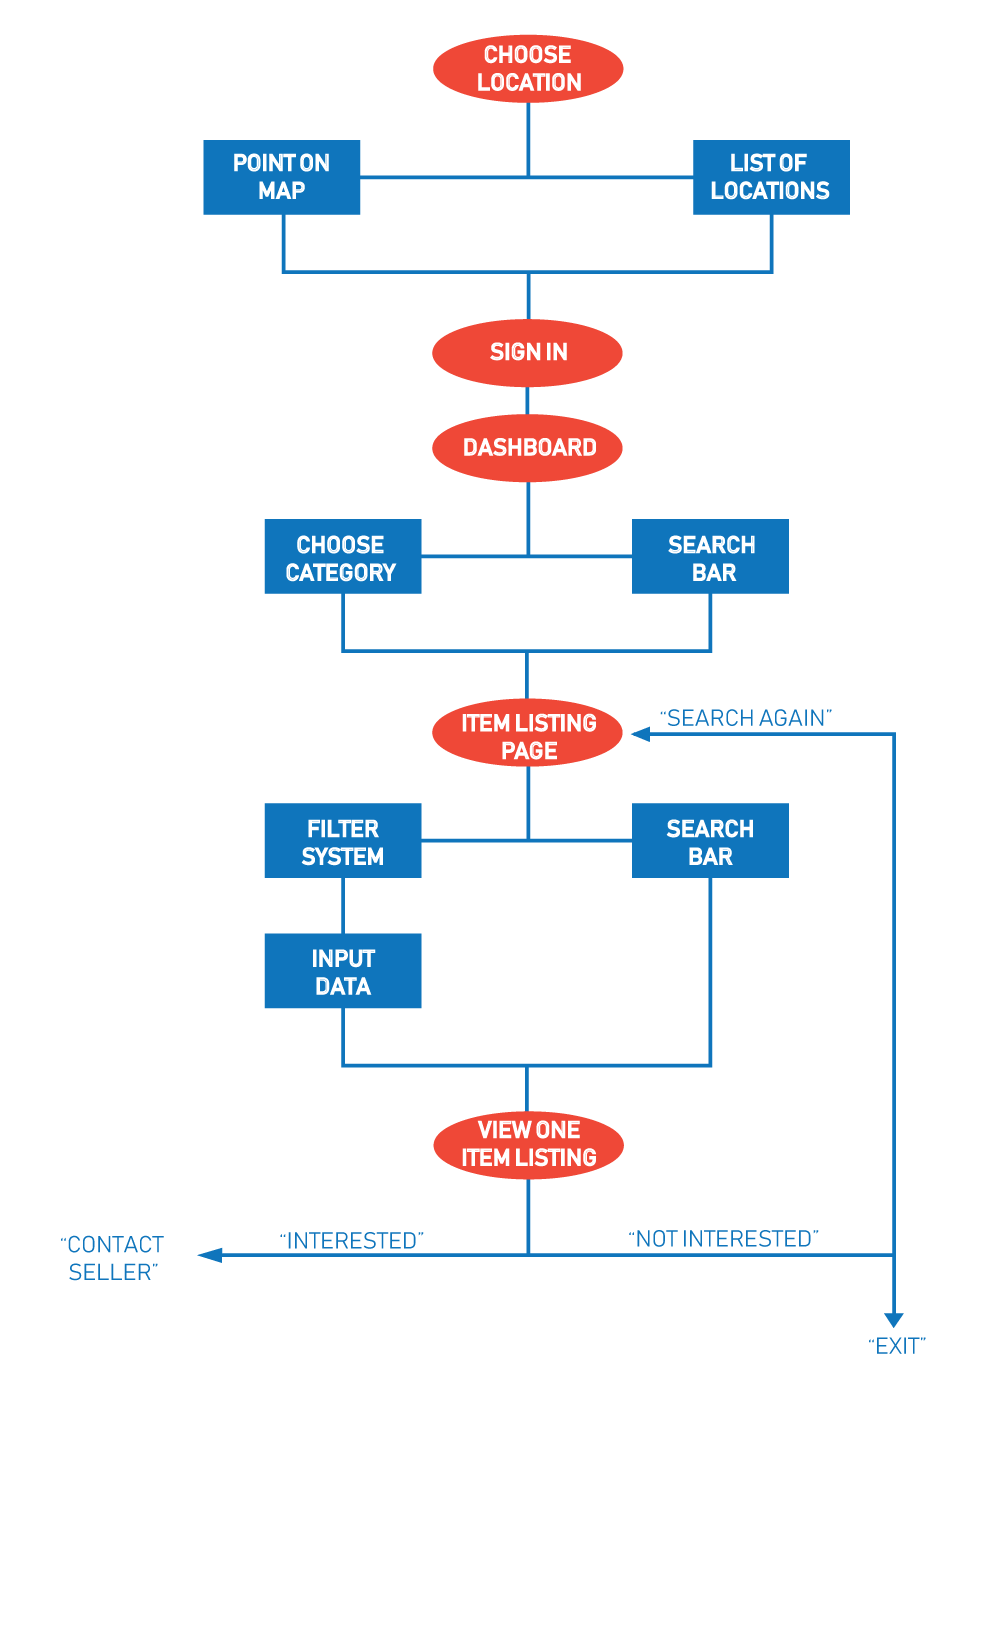 CHOOSE
LOCATION
POINT ON
MAP
LIST OF
LOCATIONS
SIGN IN
DASHBOARD
CHOOSE
CATEGORY
SEARCH
BAR
ITEM LISTING
PAGE
“SEARCH AGAIN”
FILTER
SYSTEM
SEARCH
BAR
INPUT
DATA
VIEW ONE
ITEM LISTING
“CONTACT
SELLER”
“INTERESTED”
“NOT INTERESTED”
“EXIT”